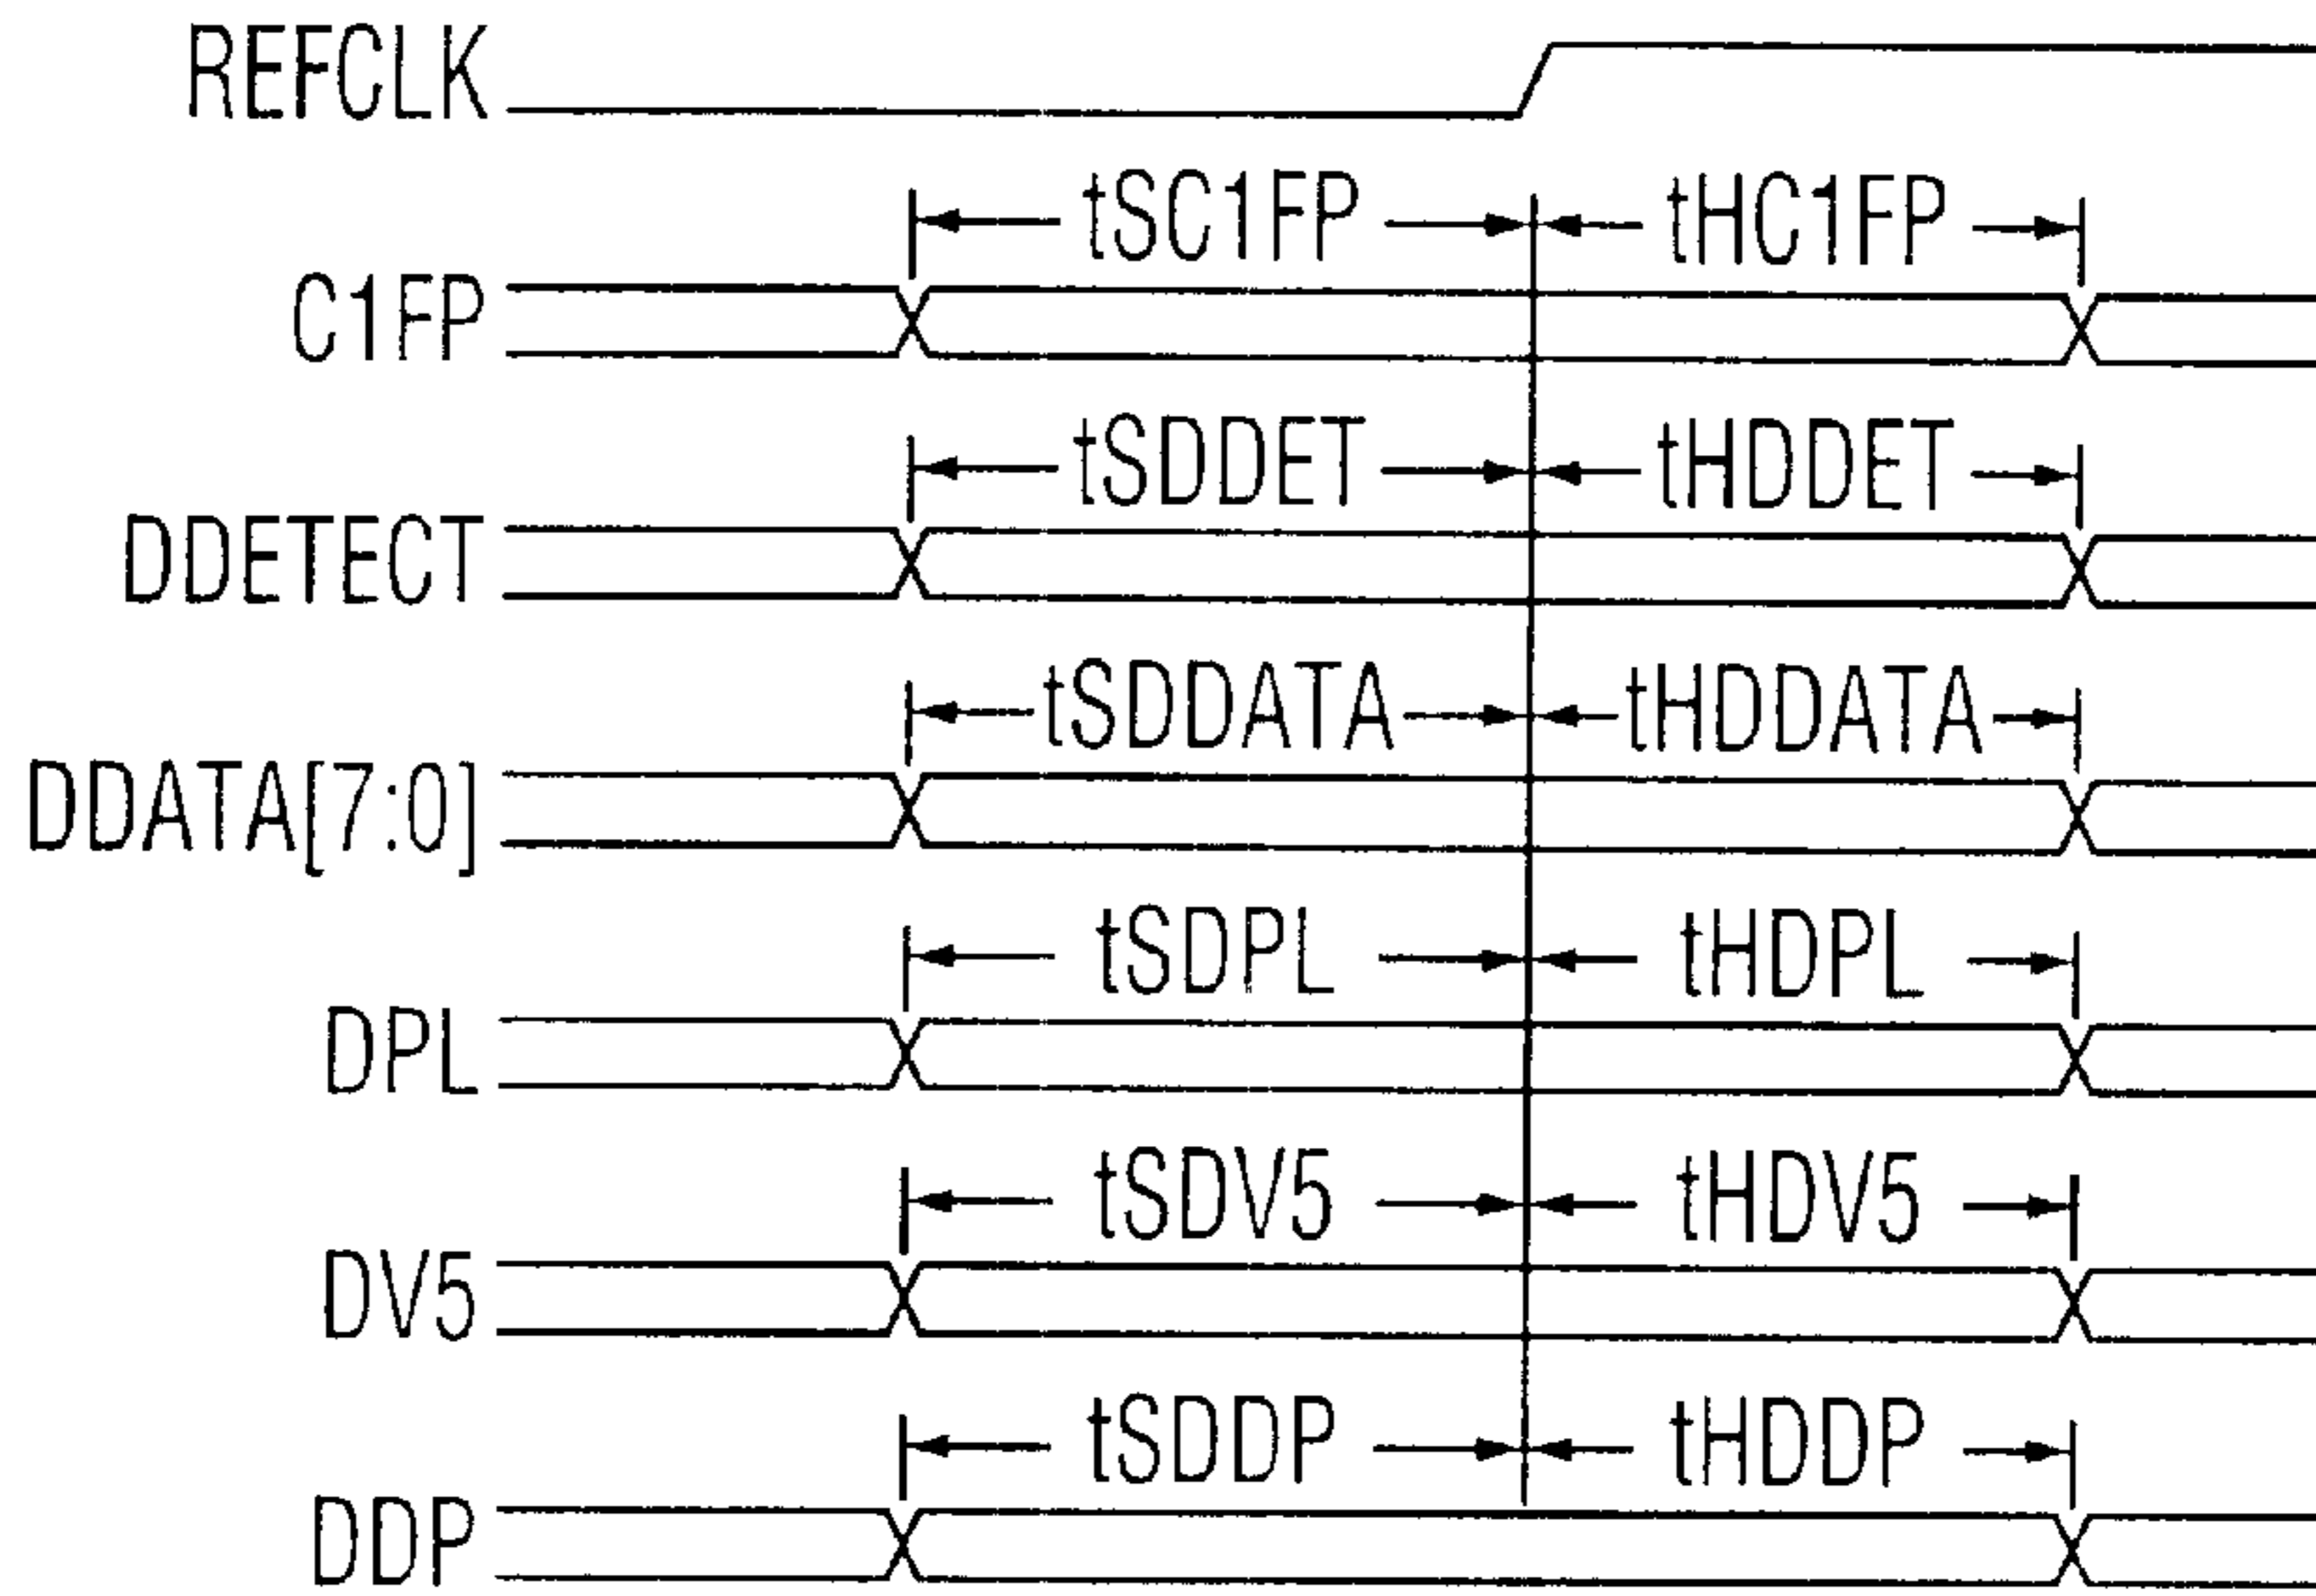 REFCLK
tSC1FP tHC1FP
C1FP
tSDDET tHDDET
DDETECT
tSDDATA tHDDATA
DDATA[7:0]
tSDPL tHDPL
DPL
tSDV5 tHDV5
DV5
tSDDP tHDDP
DDP